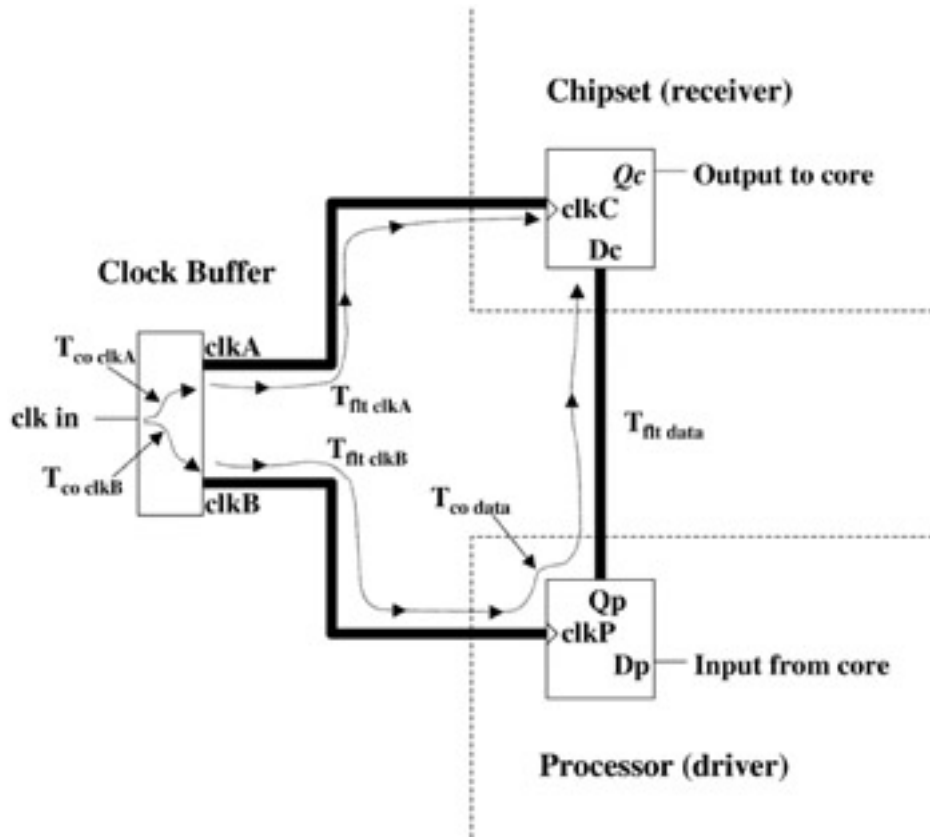 Chipset (receiver)
Qc
Output to core
clkC
Dc
Clock Buffer
T co clkA
clkA
T flt clkA
clk in
T flt clkB
T flt data
T co clkB
clkB
T co data
Qp
clkP
Dp
Input from core
Processor (driver)